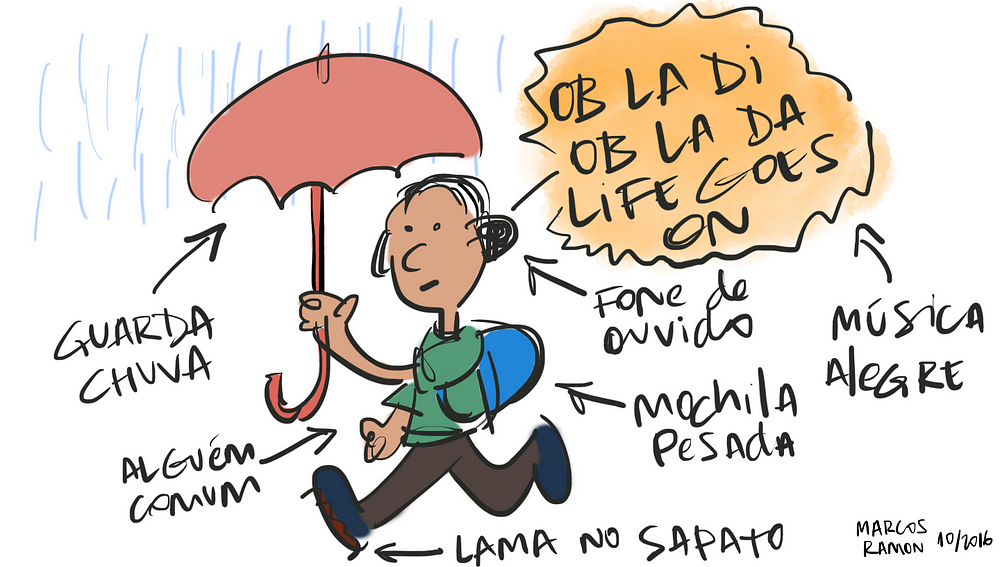 OB LA Di
OB LA DA
LiFE GOES
ON
GUARDA
CHUVA
FONE de
OUVIDO
MÚSiCA
AlEGRE
MOCHiLA
PESADA
ALGUÉM
COMUM
LAMA NO SAPATO
MARCOS
RAMON 10/2016